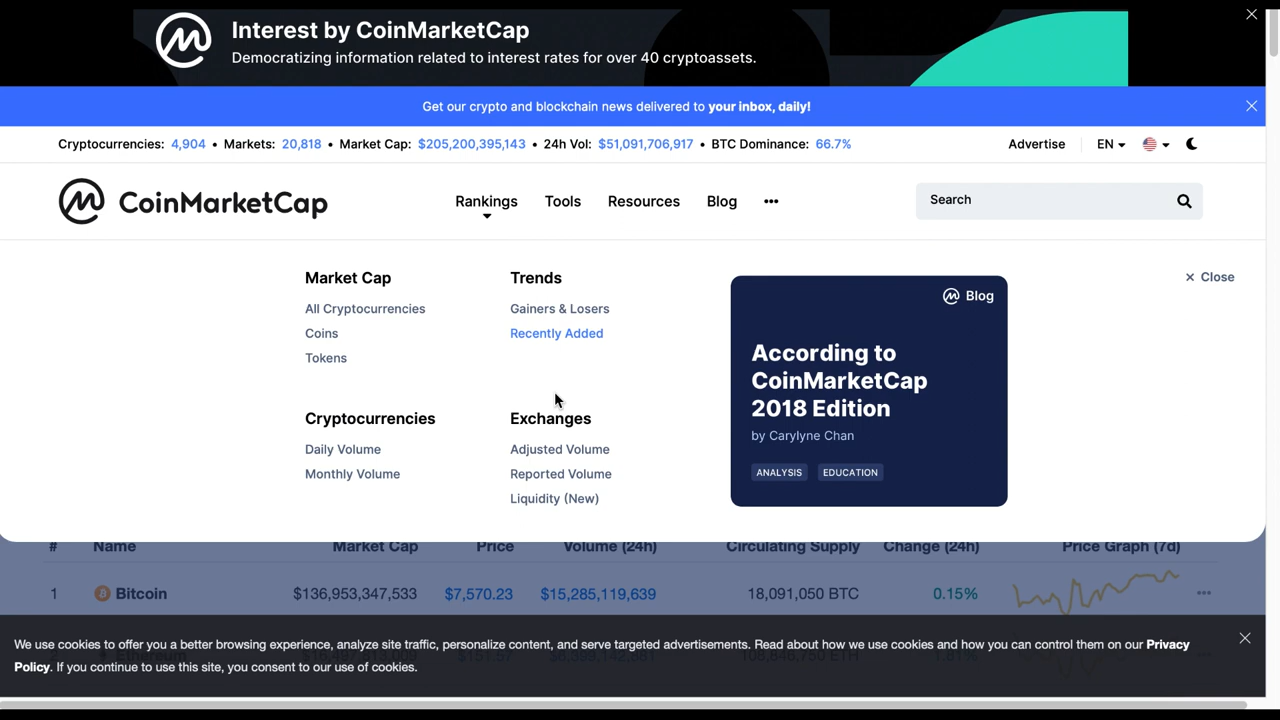 Interest by CoinMarketCap
Democratizing information related to interest rates for over 40 cryptoassets.
Get our crypto and blockchain news delivered to your inbox, daily!
Cryptocurrencies: 4,904 • Markets: 20,818 • Market Cap: $205,200,395,143 • 24h Vol: $51,091,706,917 • BTC Dominance: 66.7%
Advertise EN
CoinMarketCap
Rankings Tools Resources Blog •••
Search
Market Cap
All Cryptocurrencies
Coins
Tokens
Trends
Gainers & Losers
Recently Added
Cryptocurrencies
Daily Volume
Monthly Volume
Exchanges
Adjusted Volume
Reported Volume
Liquidity (New)
Blog
According to
CoinMarketCap
2018 Edition
by Carylyne Chan
ANALYSIS EDUCATION
× Close
# Name Market Cap Price Volume (24h) Circulating Supply Change (24h) Price Graph (7d)
1 Bitcoin $136,953,347,533 $7,570.23 $15,285,119,639 18,091,050 BTC 0.15% •••
We use cookies to offer you a better browsing experience, analyze site traffic, personalize content, and serve targeted advertisements. Read about how we use cookies and how you can control them on our Privacy
Policy. If you continue to use this site, you consent to our use of cookies.